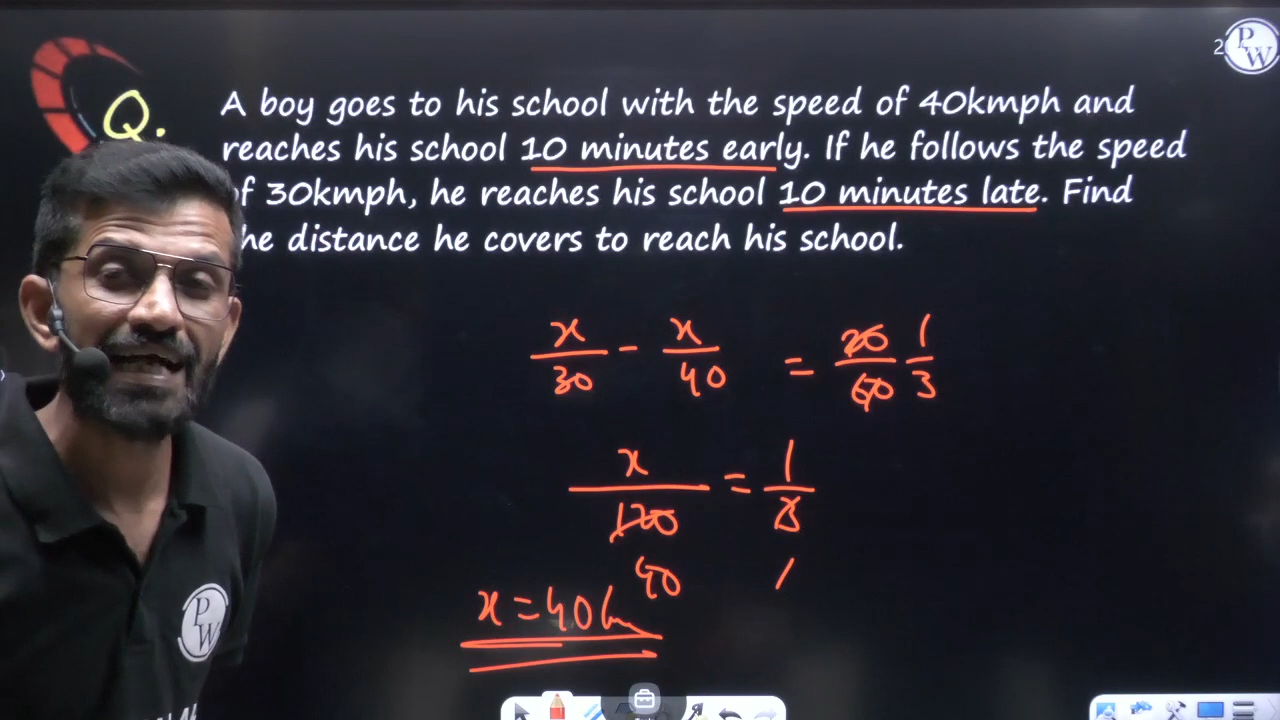 P
W
Q.
A boy goes to his school with the speed of 40kmph and
reaches his school 10 minutes early. If he follows the speed
of 30kmph, he reaches his school 10 minutes late. Find
he distance he covers to reach his school.
x/30 - x/40 = 20/60 1/3
x/120 = 1/3
40 1
x = 40km
P
W